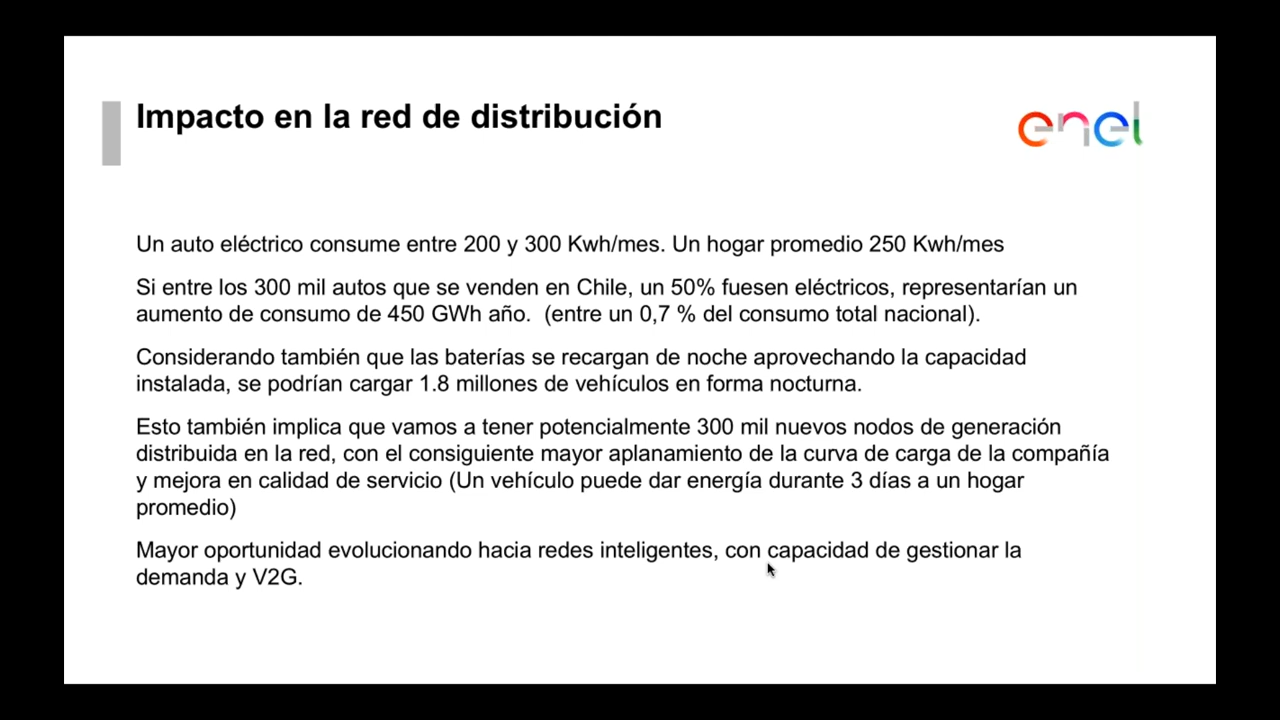 Impacto en la red de distribución
enel
Un auto eléctrico consume entre 200 y 300 Kwh/mes. Un hogar promedio 250 Kwh/mes
Si entre los 300 mil autos que se venden en Chile, un 50% fuesen eléctricos, representarían un
aumento de consumo de 450 GWh año.  (entre un 0,7 % del consumo total nacional).
Considerando también que las baterías se recargan de noche aprovechando la capacidad
instalada, se podrían cargar 1.8 millones de vehículos en forma nocturna.
Esto también implica que vamos a tener potencialmente 300 mil nuevos nodos de generación
distribuida en la red, con el consiguiente mayor aplanamiento de la curva de carga de la compañía
y mejora en calidad de servicio (Un vehículo puede dar energía durante 3 días a un hogar
promedio)
Mayor oportunidad evolucionando hacia redes inteligentes, con capacidad de gestionar la
demanda y V2G.